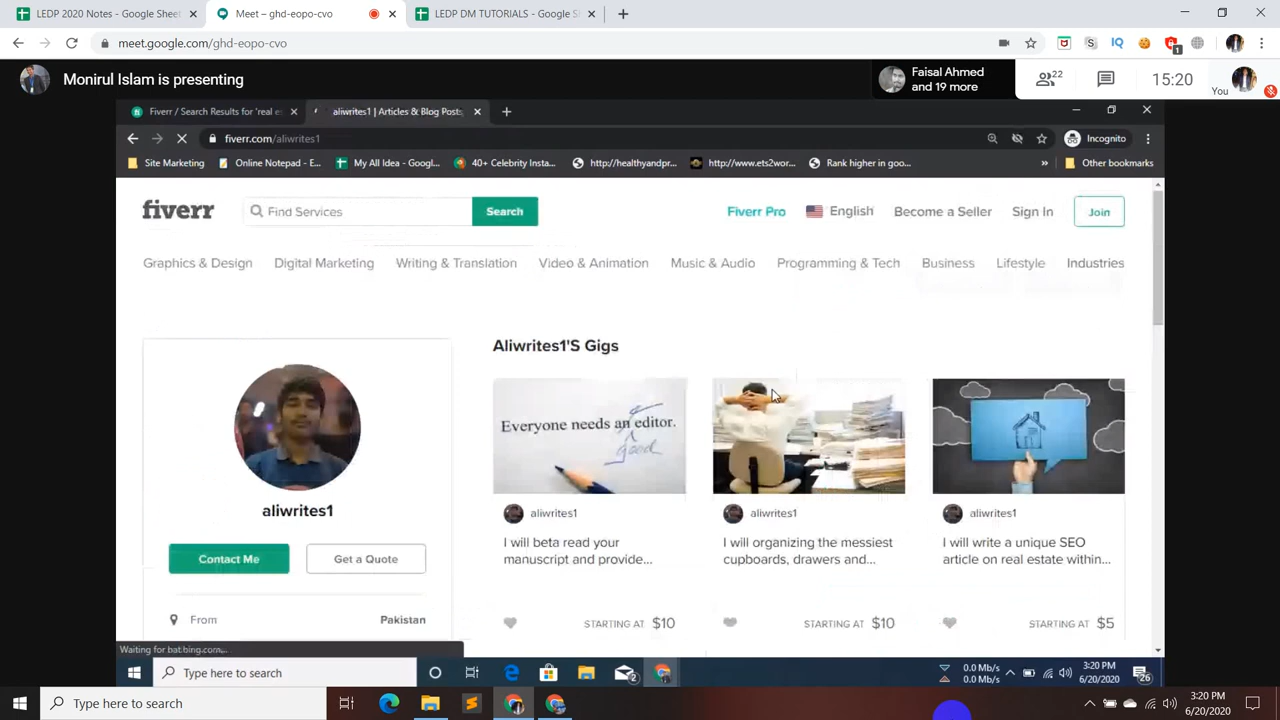 LEDP 2020 Notes - Google Sheet
Meet – ghd-eopo-cvo
LEDP DM TUTORIALS - Google S
meet.google.com/ghd-eopo-cvo
Monirul Islam is presenting
Faisal Ahmed
and 19 more
22
15:20
You
Fiverr / Search Results for 'real e
aliwrites1 | Articles & Blog Posts,
fiverr.com/aliwrites1
Incognito
Site Marketing
Online Notepad - E...
My All Idea - Googl...
40+ Celebrity Insta...
http://healthyandpr...
http://www.ets2wor...
Rank higher in goo...
Other bookmarks
fiverr
Find Services
Search
Fiverr Pro
English
Become a Seller
Sign In
Join
Graphics & Design
Digital Marketing
Writing & Translation
Video & Animation
Music & Audio
Programming & Tech
Business
Lifestyle
Industries
Aliwrites1'S Gigs
Everyone needs an editor.
good
aliwrites1
Contact Me
Get a Quote
From
Pakistan
aliwrites1
I will beta read your
manuscript and provide...
STARTING AT $10
aliwrites1
I will organizing the messiest
cupboards, drawers and...
STARTING AT $10
aliwrites1
I will write a unique SEO
article on real estate within...
STARTING AT $5
Waiting for bat.bing.com...
Type here to search
0.0 Mb/s
0.0 Mb/s
3:20 PM
6/20/2020
26
Type here to search
3:20 PM
6/20/2020